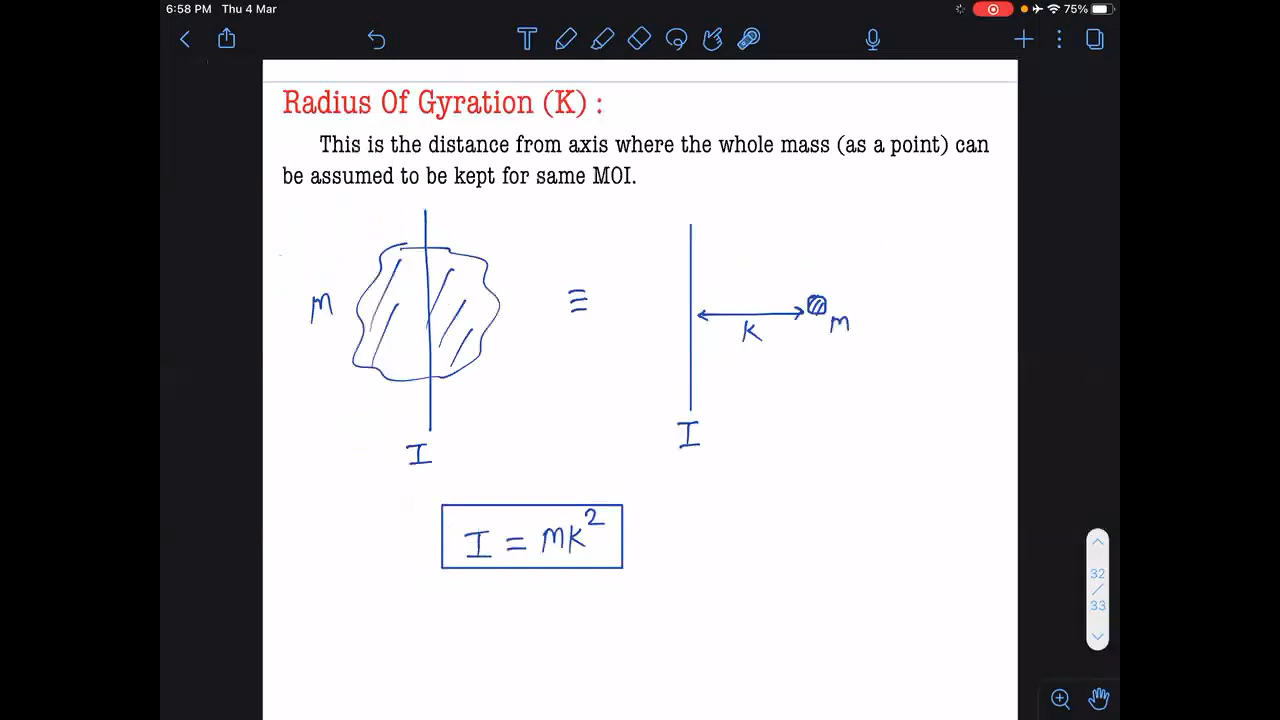 6:58 PM Thu 4 Mar
75%
Radius Of Gyration (K) :
This is the distance from axis where the whole mass (as a point) can
be assumed to be kept for same MOI.
M
≡
K
M
I
I
I = MK²
32
/
33